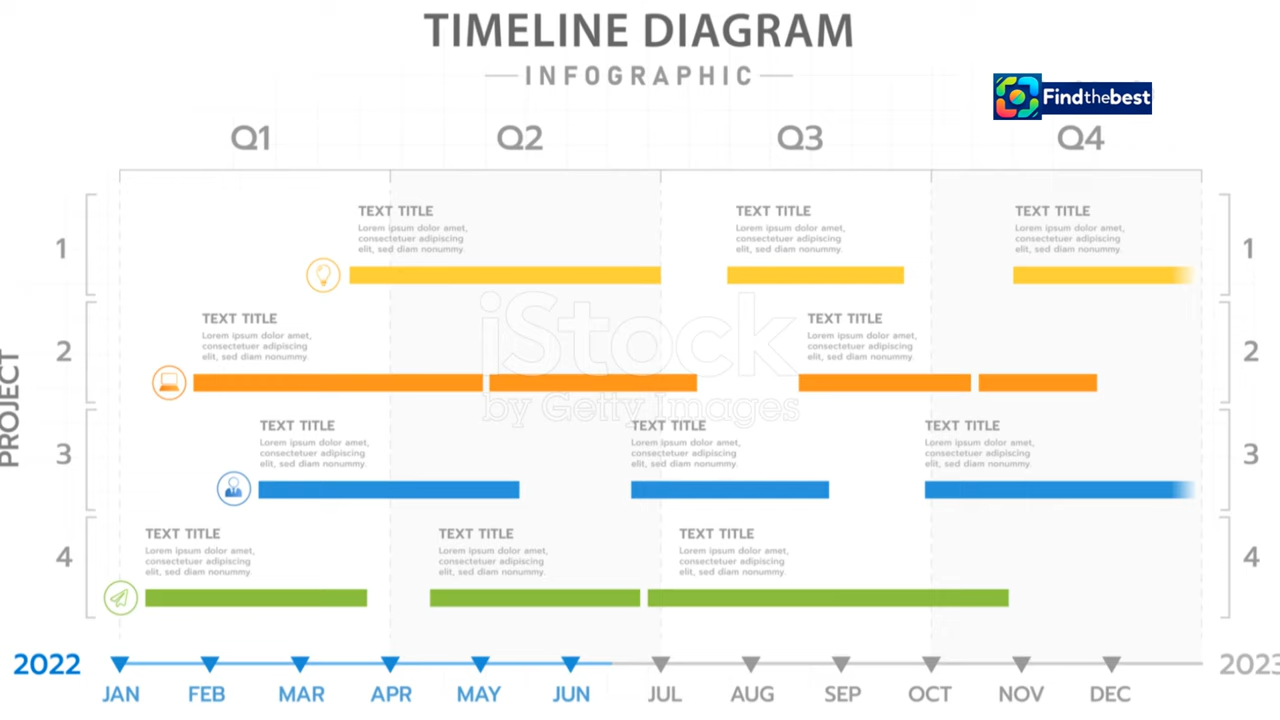 TIMELINE DIAGRAM
INFOGRAPHIC
Findthebest
Q1 Q2 Q3 Q4
1
TEXT TITLE
Lorem ipsum dolor amet,
consectetuer adipiscing
elit, sed diam nonummy.
TEXT TITLE
Lorem ipsum dolor amet,
consectetuer adipiscing
elit, sed diam nonummy.
TEXT TITLE
Lorem ipsum dolor amet,
consectetuer adipiscing
elit, sed diam nonummy.
1
2
TEXT TITLE
Lorem ipsum dolor amet,
consectetuer adipiscing
elit, sed diam nonummy.
TEXT TITLE
Lorem ipsum dolor amet,
consectetuer adipiscing
elit, sed diam nonummy.
2
iStock
by Getty Images
PROJECT
3
TEXT TITLE
Lorem ipsum dolor amet,
consectetuer adipiscing
elit, sed diam nonummy.
TEXT TITLE
Lorem ipsum dolor amet,
consectetuer adipiscing
elit, sed diam nonummy.
TEXT TITLE
Lorem ipsum dolor amet,
consectetuer adipiscing
elit, sed diam nonummy.
3
4
TEXT TITLE
Lorem ipsum dolor amet,
consectetuer adipiscing
elit, sed diam nonummy
TEXT TITLE
Lorem ipsum dolor amet,
consectetuer adipiscing
elit, sed diam nonummy.
TEXT TITLE
Lorem ipsum dolor amet,
consectetuer adipiscing
elit, sed diam nonummy.
4
2022 2023
JAN FEB MAR APR MAY JUN JUL AUG SEP OCT NOV DEC